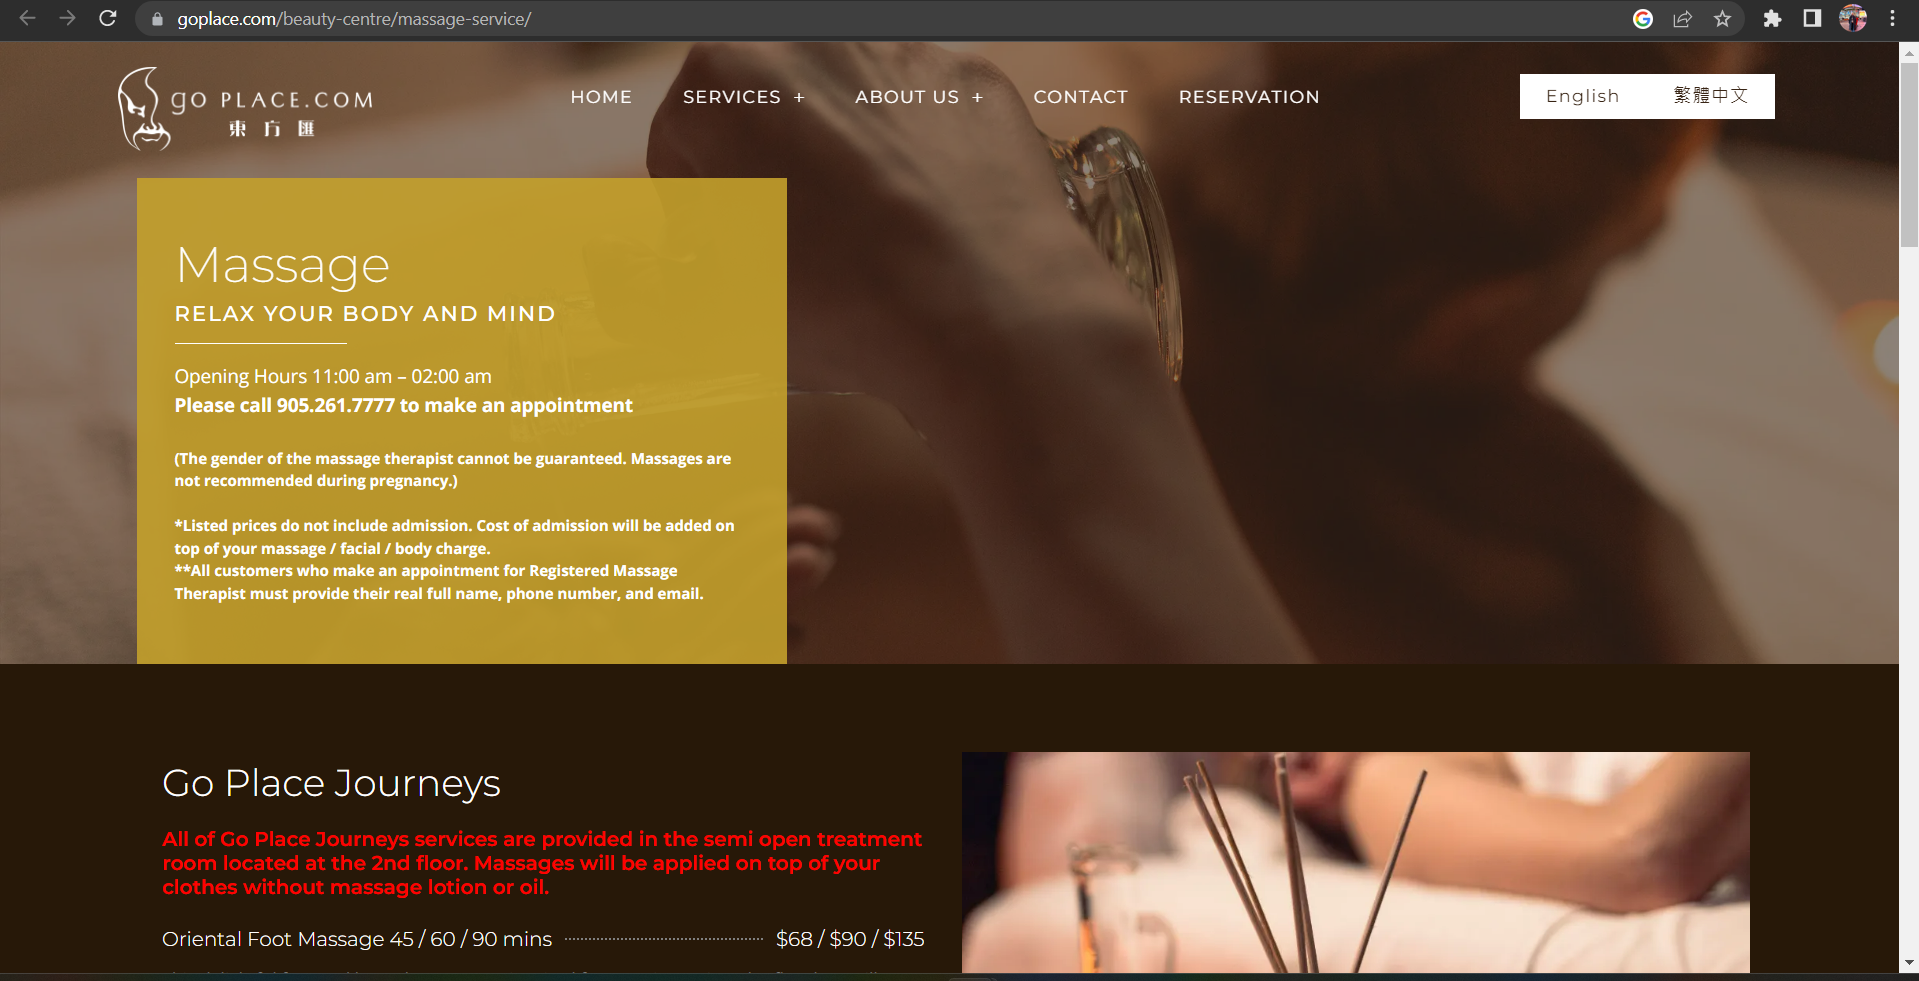 goplace.com/beauty-centre/massage-service/
go PLACE.COM
東方匯
HOME
SERVICES +
ABOUT US +
CONTACT
RESERVATION
English
繁體中文
Massage
RELAX YOUR BODY AND MIND
Opening Hours 11:00 am – 02:00 am
Please call 905.261.7777 to make an appointment
(The gender of the massage therapist cannot be guaranteed. Massages are
not recommended during pregnancy.)
*Listed prices do not include admission. Cost of admission will be added on
top of your massage / facial / body charge.
**All customers who make an appointment for Registered Massage
Therapist must provide their real full name, phone number, and email.
Go Place Journeys
All of Go Place Journeys services are provided in the semi open treatment
room located at the 2nd floor. Massages will be applied on top of your
clothes without massage lotion or oil.
Oriental Foot Massage 45 / 60 / 90 mins $68 / $90 / $135